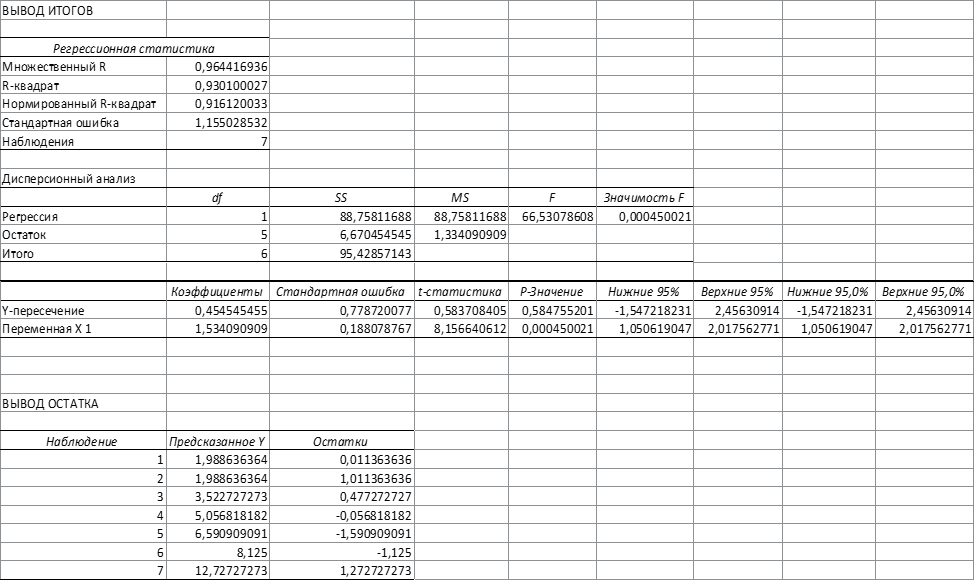 ВЫВОД ИТОГОВ
Регрессионная статистика
Множественный R 0,964416936
R-квадрат 0,930100027
Нормированный R-квадрат 0,916120033
Стандартная ошибка 1,155028532
Наблюдения 7
Дисперсионный анализ
df SS MS F Значимость F
Регрессия 1 88,75811688 88,75811688 66,53078608 0,000450021
Остаток 5 6,670454545 1,334090909
Итого 6 95,42857143
Коэффициенты Стандартная ошибка t-статистика P-Значение Нижние 95% Верхние 95% Нижние 95,0% Верхние 95,0%
Y-пересечение 0,454545455 0,778720077 0,583708405 0,584755201 -1,547218231 2,45630914 -1,547218231 2,45630914
Переменная X 1 1,534090909 0,188078767 8,156640612 0,000450021 1,050619047 2,017562771 1,050619047 2,017562771
ВЫВОД ОСТАТКА
Наблюдение Предсказанное Y Остатки
1 1,988636364 0,011363636
2 1,988636364 1,011363636
3 3,522727273 0,477272727
4 5,056818182 -0,056818182
5 6,590909091 -1,590909091
6 8,125 -1,125
7 12,72727273 1,272727273